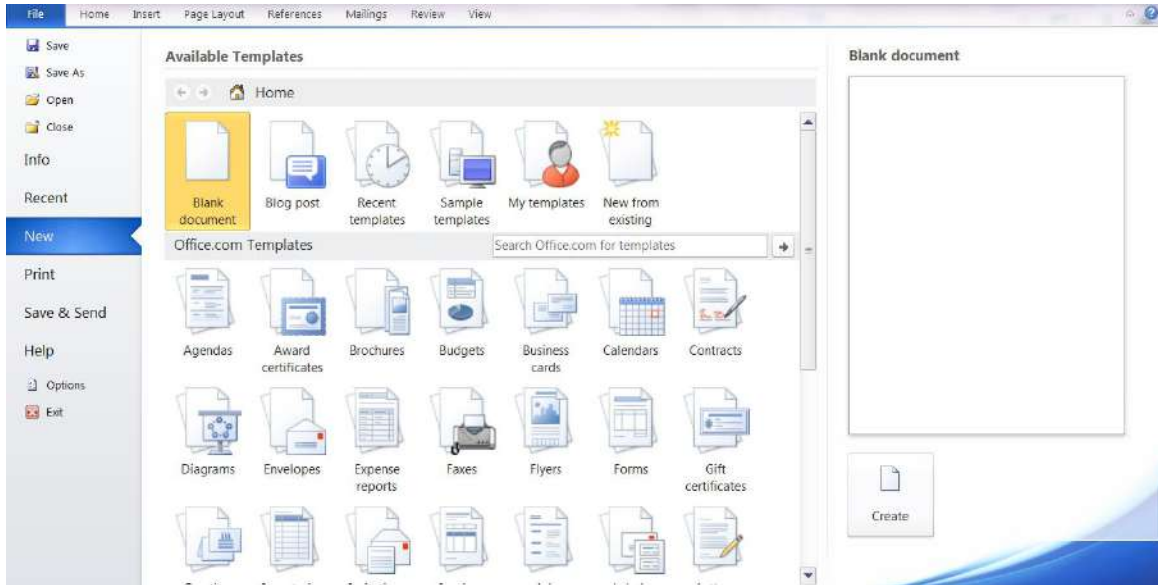 File Home Insert Page Layout References Mailings Review View
Save
Save As
Open
Close
Info
Recent
New
Print
Save & Send
Help
Options
Exit
Available Templates
Home
Blank document
Blog post
Recent templates
Sample templates
My templates
New from existing
Office.com Templates
Search Office.com for templates
Agendas
Award certificates
Brochures
Budgets
Business cards
Calendars
Contracts
Diagrams
Envelopes
Expense reports
Faxes
Flyers
Forms
Gift certificates
Blank document
Create